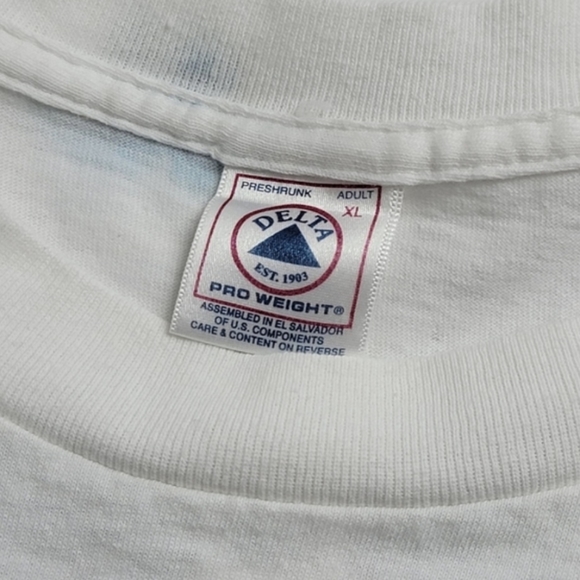 PRESHRUNK ADULT
XL
DELTA
EST. 1903
PRO WEIGHT®
ASSEMBLED IN EL SALVADOR
OF U.S. COMPONENTS
CARE & CONTENT ON REVERSE